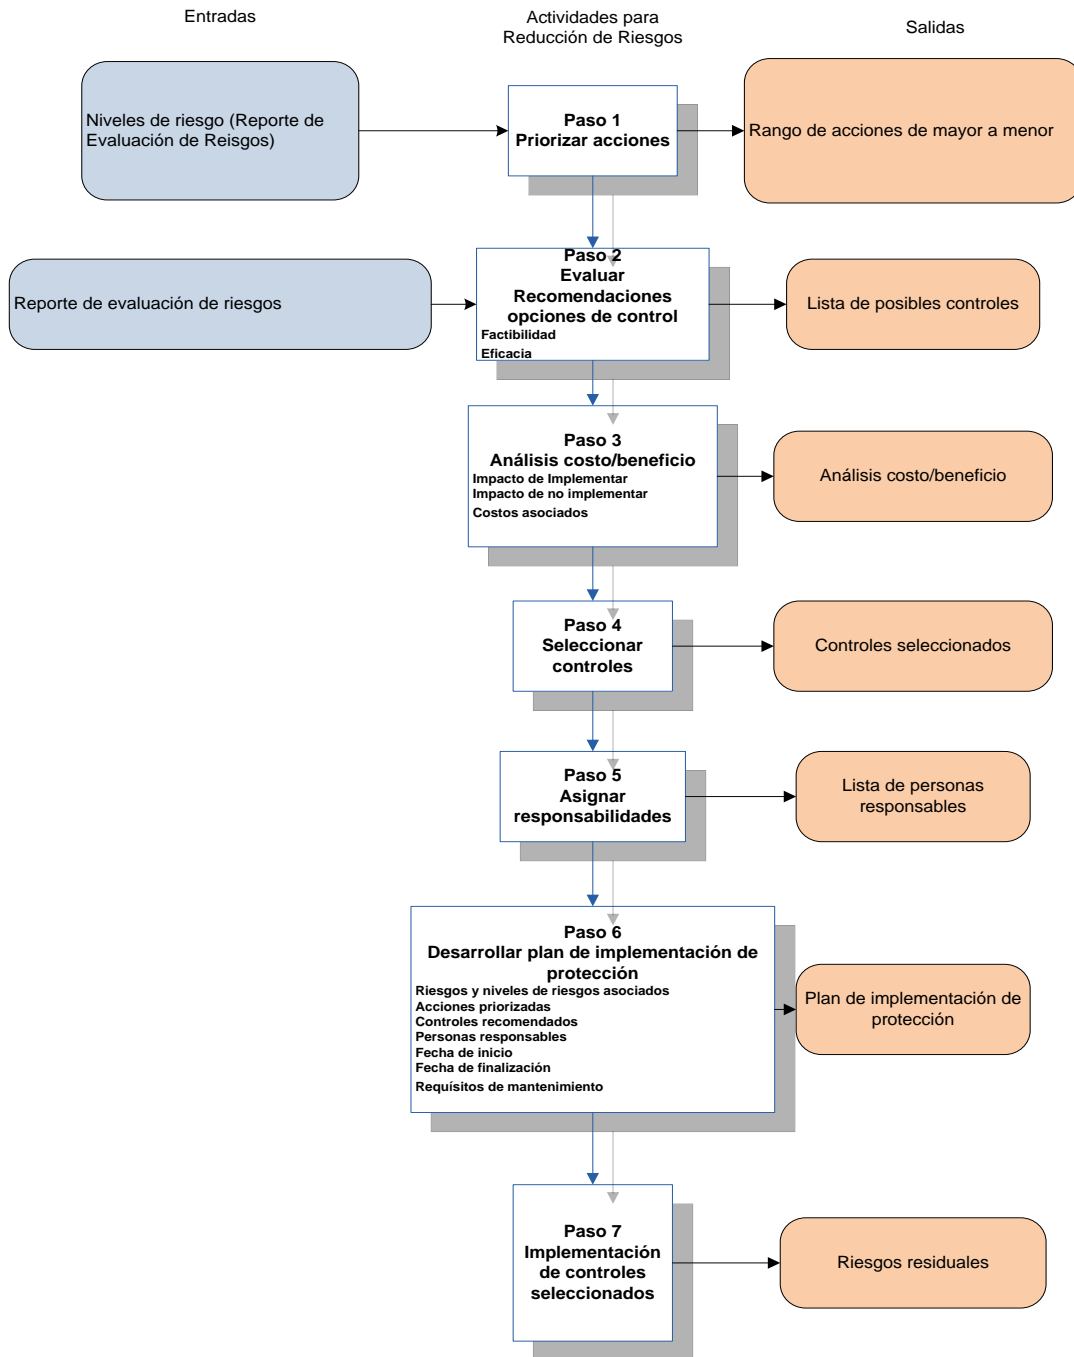 Entradas
Actividades para
Reducción de Riesgos
Salidas
Niveles de riesgo (Reporte de
Evaluación de Reisgos)
Paso 1
Priorizar acciones
Rango de acciones de mayor a menor
Reporte de evaluación de riesgos
Paso 2
Evaluar
Recomendaciones
opciones de control
Factibilidad
Eficacia
Lista de posibles controles
Paso 3
Análisis costo/beneficio
Impacto de Implementar
Impacto de no implementar
Costos asociados
Análisis costo/beneficio
Paso 4
Seleccionar
controles
Controles seleccionados
Paso 5
Asignar
responsabilidades
Lista de personas
responsables
Paso 6
Desarrollar plan de implementación de
protección
Riesgos y niveles de riesgos asociados
Acciones priorizadas
Controles recomendados
Personas responsables
Fecha de inicio
Fecha de finalización
Requísitos de mantenimiento
Plan de implementación de
protección
Paso 7
Implementación
de controles
seleccionados
Riesgos residuales